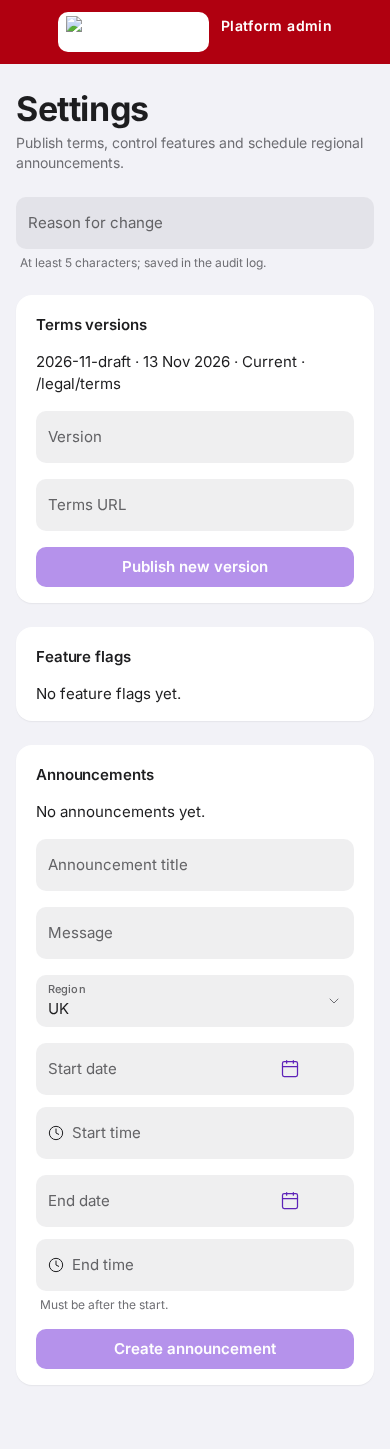 Platform admin
Settings
Publish terms, control features and schedule regional
announcements.
Reason for change
At least 5 characters; saved in the audit log.
Terms versions
2026-11-draft · 13 Nov 2026 · Current ·
/legal/terms
Version
Terms URL
Publish new version
Feature flags
No feature flags yet.
Announcements
No announcements yet.
Announcement title
Message
Region
UK
Start date
Start time
End date
End time
Must be after the start.
Create announcement